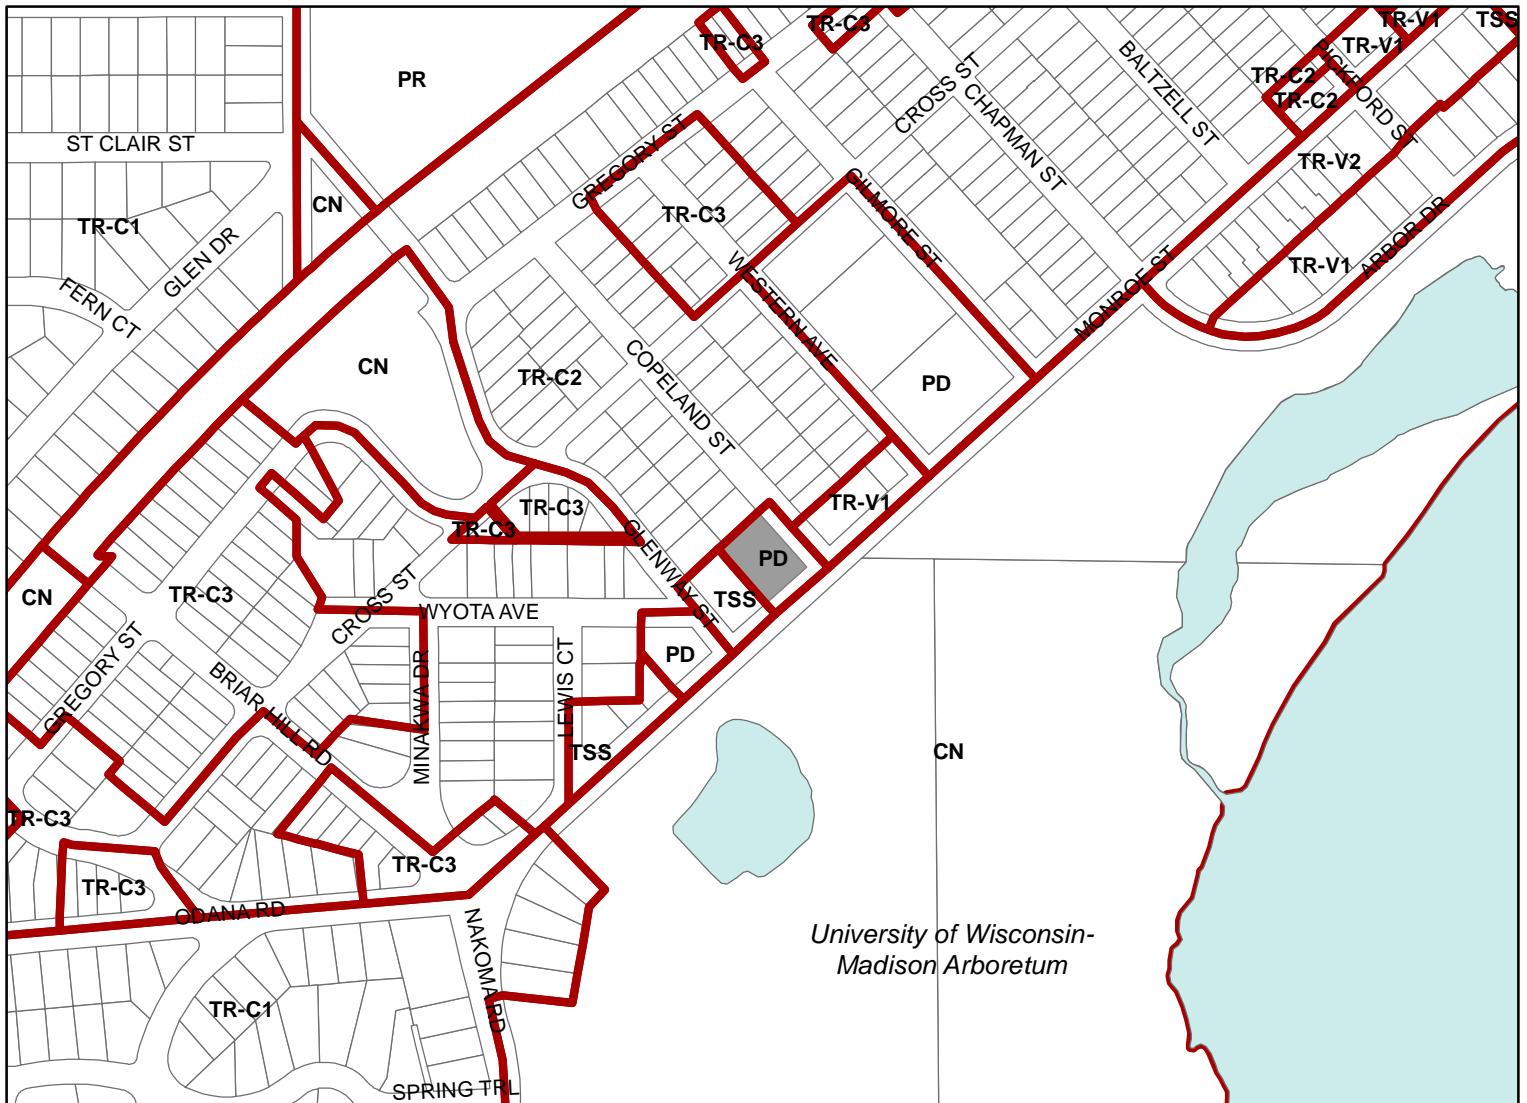 TR-C3
TR-C3
TR-V1
TSS
TR-V1
PICKFORD ST
PR
BALTZELL ST
CROSS ST
TR-C2
TR-C2
CHAPMAN ST
ST CLAIR ST
GREGORY ST
TR-V2
CN
TR-C3
GILMORE ST
TR-C1
GLEN DR
ARBOR DR
WESTERN AVE
TR-V1
FERN CT
MONROE ST
CN
TR-C2
COPELAND ST
PD
TR-V1
TR-C3
TR-C3
GLENWAY ST
PD
CN
TR-C3
CROSS ST
WYOTA AVE
TSS
GREGORY ST
BRIAR HILL RD
MINAKWA DR
LEWIS CT
PD
TSS
CN
TR-C3
TR-C3
TR-C3
ODANA RD
NAKOMA RD
University of Wisconsin-
Madison Arboretum
TR-C1
SPRING TRL